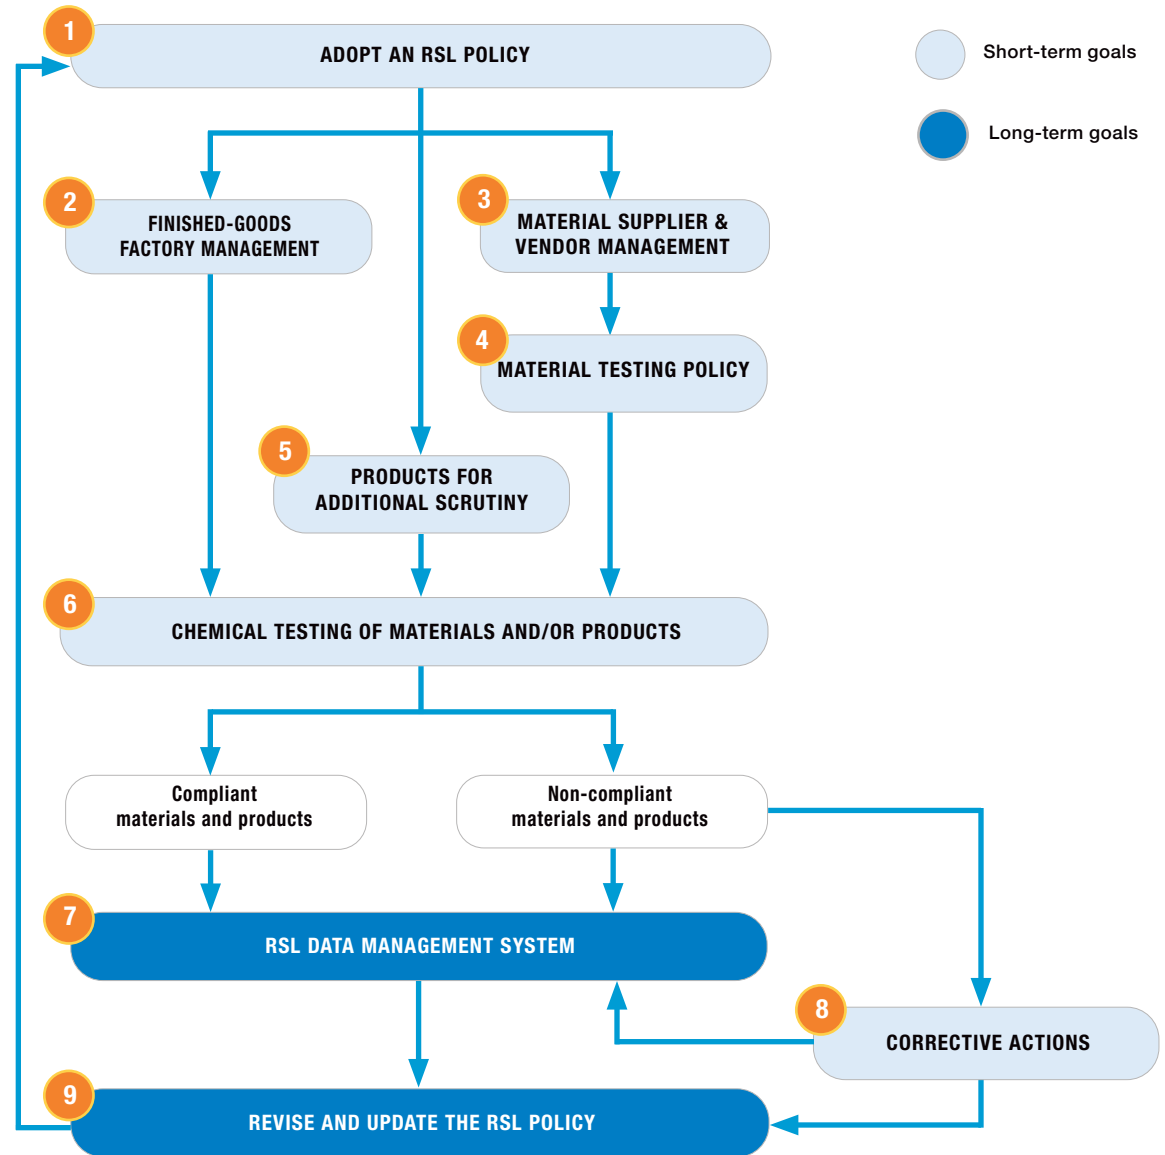 1
ADOPT AN RSL POLICY
Short-term goals
Long-term goals
2
FINISHED-GOODS
FACTORY MANAGEMENT
3
MATERIAL SUPPLIER &
VENDOR MANAGEMENT
4
MATERIAL TESTING POLICY
5
PRODUCTS FOR
ADDITIONAL SCRUTINY
6
CHEMICAL TESTING OF MATERIALS AND/OR PRODUCTS
Compliant
materials and products
Non-compliant
materials and products
7
RSL DATA MANAGEMENT SYSTEM
8
CORRECTIVE ACTIONS
9
REVISE AND UPDATE THE RSL POLICY